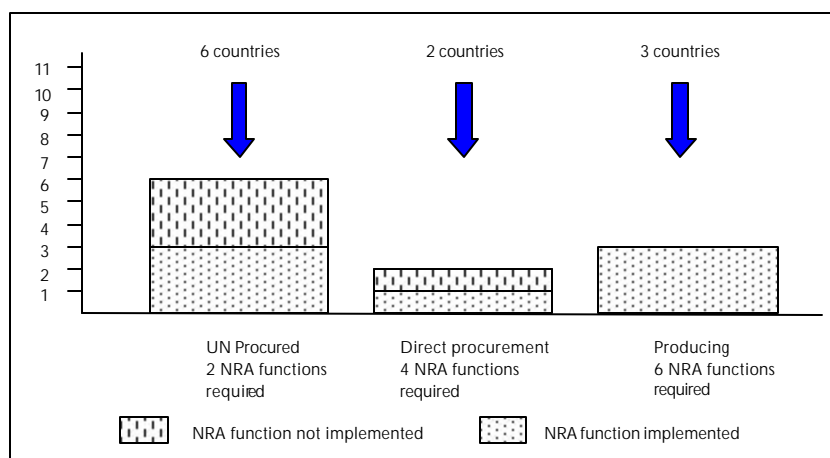 6 countries
2 countries
3 countries
11
10
9
8
7
6
5
4
3
2
1
UN Procured
2 NRA functions
required
Direct procurement
4 NRA functions
required
Producing
6 NRA functions
required
NRA function not implemented
NRA function implemented